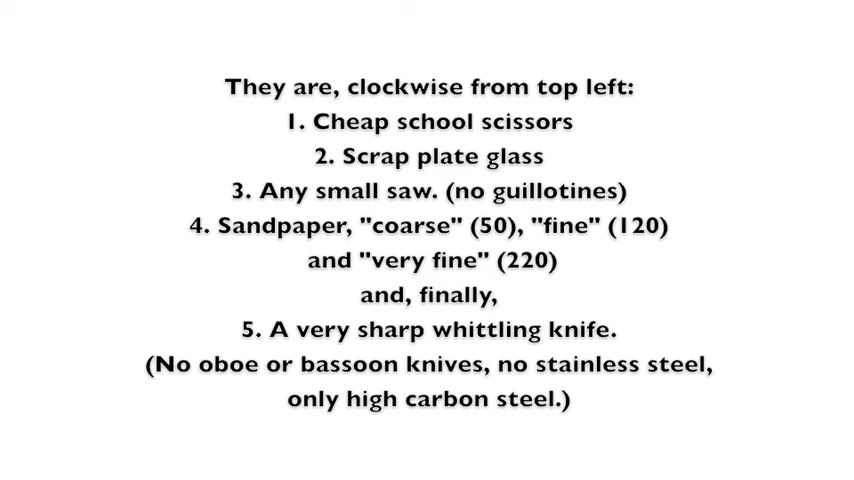 They are, clockwise from top left:
1. Cheap school scissors
2. Scrap plate glass
3. Any small saw. (no guillotines)
4. Sandpaper, "coarse" (50), "fine" (120)
and "very fine" (220)
and, finally,
5. A very sharp whittling knife.
(No oboe or bassoon knives, no stainless steel,
only high carbon steel.)